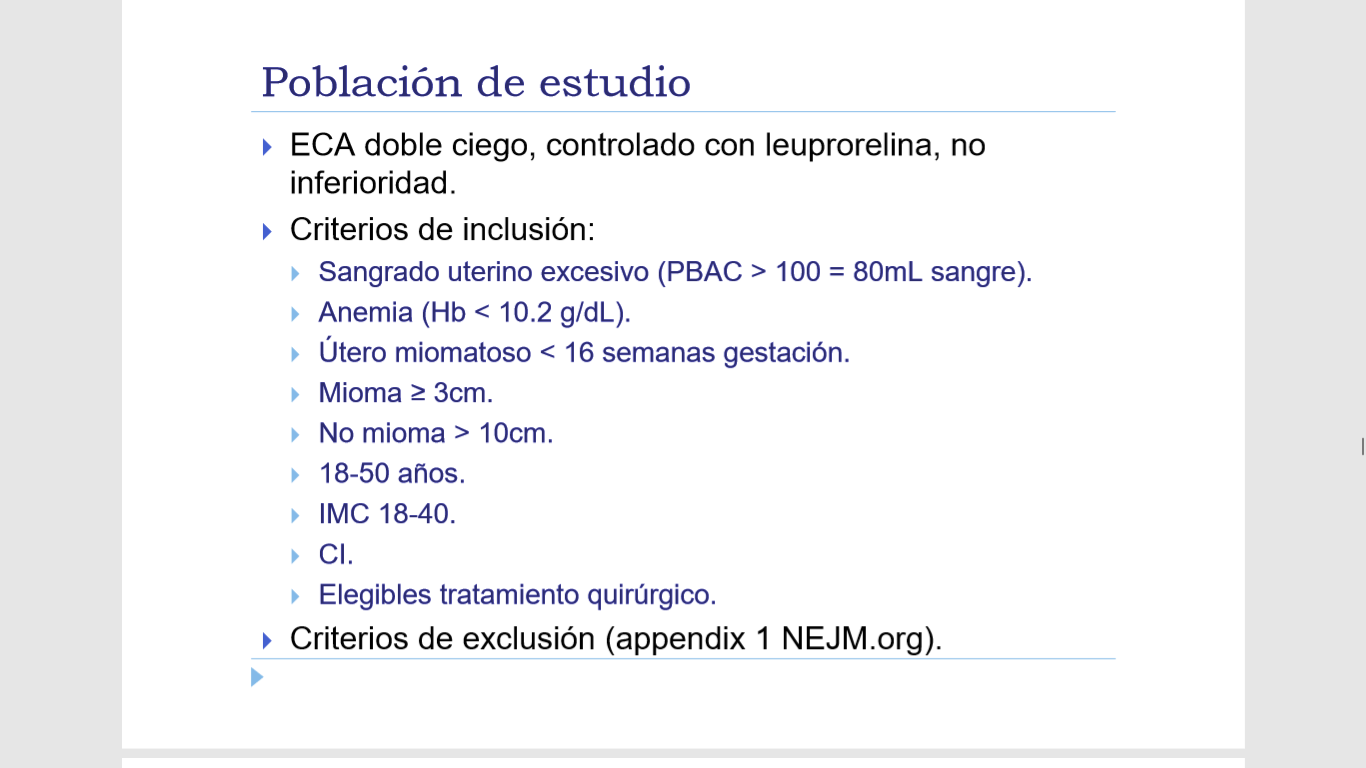 Población de estudio
ECA doble ciego, controlado con leuprorelina, no
inferioridad.
Criterios de inclusión:
Sangrado uterino excesivo (PBAC > 100 = 80mL sangre).
Anemia (Hb < 10.2 g/dL).
Útero miomatoso < 16 semanas gestación.
Mioma ≥ 3cm.
No mioma > 10cm.
18-50 años.
IMC 18-40.
CI.
Elegibles tratamiento quirúrgico.
Criterios de exclusión (appendix 1 NEJM.org).